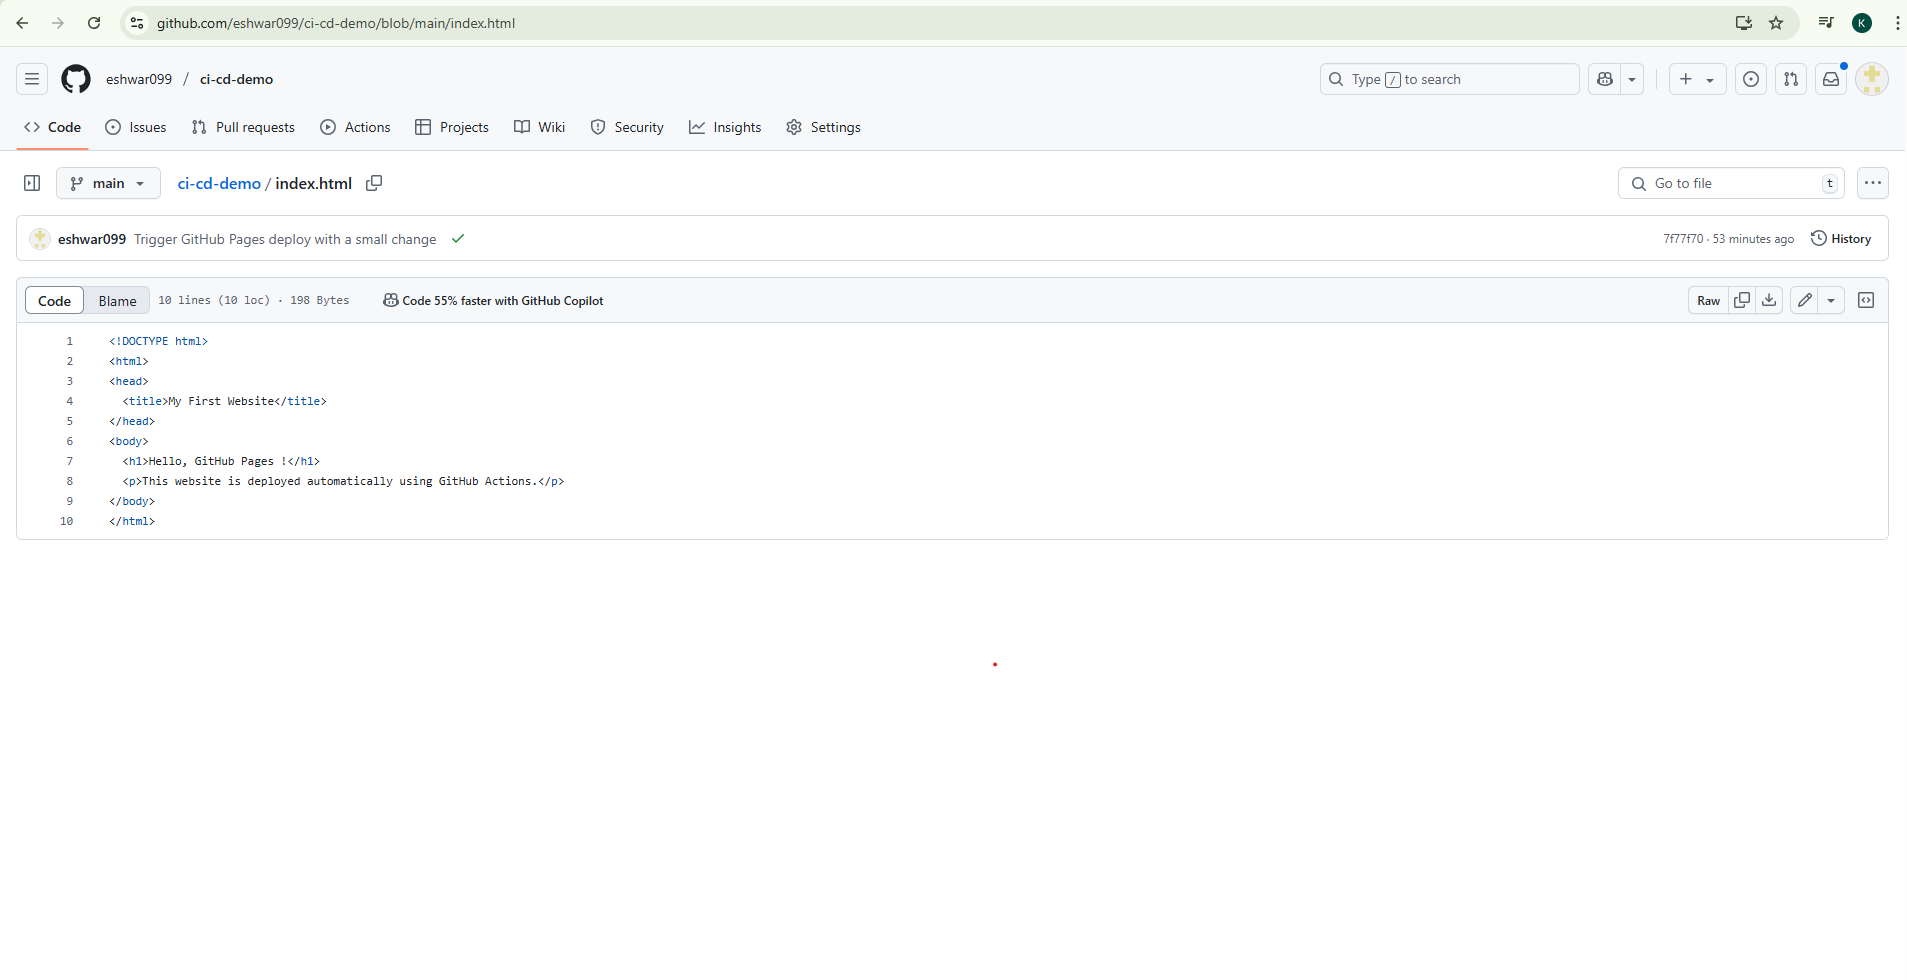 github.com/eshwar099/ci-cd-demo/blob/main/index.html
K
eshwar099 / ci-cd-demo
Type / to search
Code Issues Pull requests Actions Projects Wiki Security Insights Settings
main ci-cd-demo / index.html
Go to file t
eshwar099 Trigger GitHub Pages deploy with a small change
7f77f70 · 53 minutes ago History
Code Blame 10 lines (10 loc) · 198 Bytes Code 55% faster with GitHub Copilot
Raw
1 <!DOCTYPE html>
2 <html>
3 <head>
4 <title>My First Website</title>
5 </head>
6 <body>
7 <h1>Hello, GitHub Pages !</h1>
8 <p>This website is deployed automatically using GitHub Actions.</p>
9 </body>
10 </html>